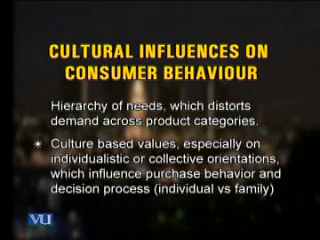 CULTURAL INFLUENCES ON
CONSUMER BEHAVIOUR
Hierarchy of needs, which distorts
demand across product categories.
✶ Culture based values, especially on
individualistic or collective orientations,
which influence purchase behavior and
decision process (individual vs family)
VU